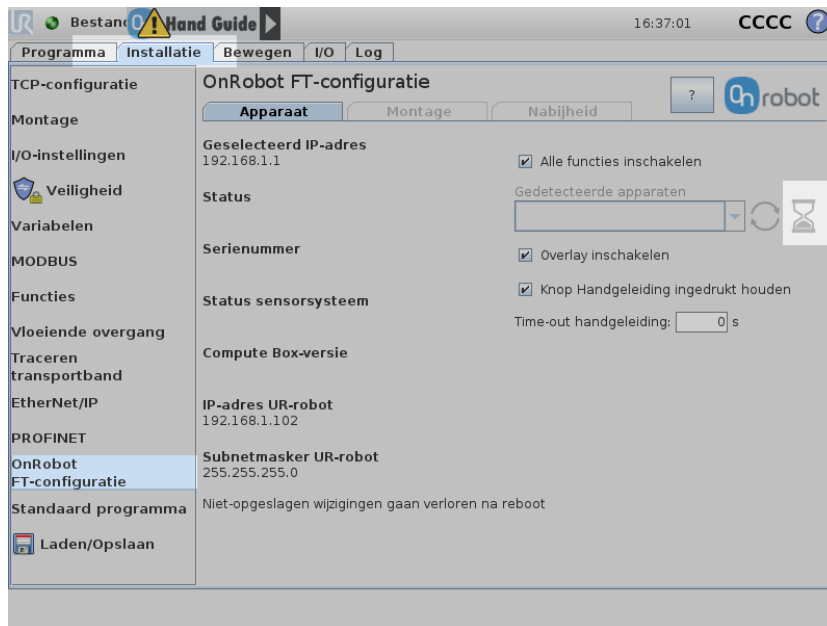 Bestand
Hand Guide
16:37:01
CCCC
?
Programma
Installatie
Bewegen
I/O
Log
TCP-configuratie
Montage
I/O-instellingen
Veiligheid
Variabelen
MODBUS
Functies
Vloeiende overgang
Traceren
transportband
EtherNet/IP
PROFINET
OnRobot
FT-configuratie
Standaard programma
Laden/Opslaan
OnRobot FT-configuratie
?
On robot
Apparaat
Montage
Nabijheid
Geselecteerd IP-adres
192.168.1.1
Alle functies inschakelen
Status
Gedetecteerde apparaten
Serienummer
Overlay inschakelen
Knop Handgeleiding ingedrukt houden
Status sensorsysteem
Time-out handgeleiding: 0 s
Compute Box-versie
IP-adres UR-robot
192.168.1.102
Subnetmasker UR-robot
255.255.255.0
Niet-opgeslagen wijzigingen gaan verloren na reboot